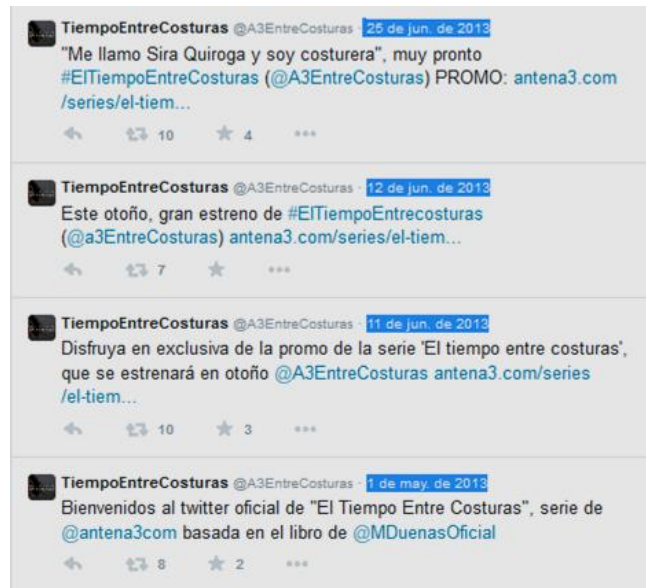 TiempoEntreCosturas @A3EntreCosturas · 25 de jun. de 2013
"Me llamo Sira Quiroga y soy costurera", muy pronto
#ElTiempoEntreCosturas (@A3EntreCosturas) PROMO: antena3.com
/series/el-tiem...
10 4
TiempoEntreCosturas @A3EntreCosturas · 12 de jun. de 2013
Este otoño, gran estreno de #ElTiempoEntrecosturas
(@a3EntreCosturas) antena3.com/series/el-tiem...
7
TiempoEntreCosturas @A3EntreCosturas · 11 de jun. de 2013
Disfruya en exclusiva de la promo de la serie 'El tiempo entre costuras',
que se estrenará en otoño @A3EntreCosturas antena3.com/series
/el-tiem...
10 3
TiempoEntreCosturas @A3EntreCosturas · 1 de may. de 2013
Bienvenidos al twitter oficial de "El Tiempo Entre Costuras", serie de
@antena3com basada en el libro de @MDuenasOficial
8 2